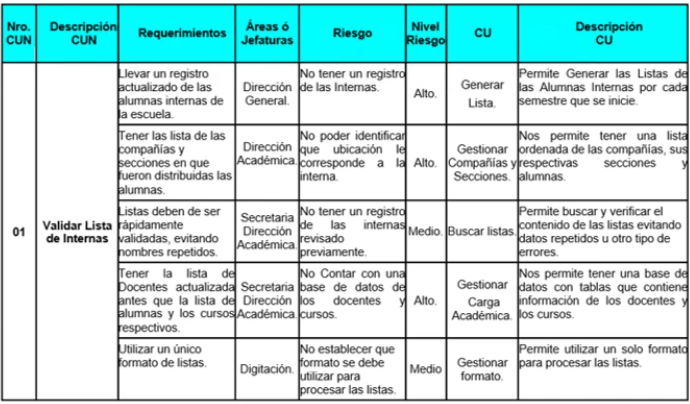 Nro. CUN
Descripción CUN
Requerimientos
Áreas ó Jefaturas
Riesgo
Nivel Riesgo
CU
Descripción CU
01
Validar Lista de Internas
Llevar un registro
actualizado de las
alumnas internas de
la escuela.
Dirección
General.
No tener un registro
de las Internas.
Alto.
Generar
Lista.
Permite Generar las Listas de
las Alumnas Internas por cada
semestre que se inicie.
Tener las lista de las
compañías y
secciones en que
fueron distribuidas las
alumnas.
Dirección
Académica.
No poder identificar
que ubicación le
corresponde a la
interna.
Alto.
Gestionar
Compañías y
Secciones.
Nos permite tener una lista
ordenada de las compañías, sus
respectivas secciones y
alumnas.
Listas deben de ser
rápidamente
validadas, evitando
nombres repetidos.
Secretaria
Dirección
Académica.
No tener un registro
de las internas
revisado
previamente.
Medio.
Buscar listas.
Permite buscar y verificar el
contenido de las listas evitando
datos repetidos u otro tipo de
errores.
Tener la lista de
Docentes actualizada
antes que la lista de
alumnas y los cursos
respectivos.
Secretaria
Dirección
Académica.
No Contar con una
base de datos de
los docentes y
cursos.
Alto.
Gestionar
Carga
Académica.
Nos permite tener una base de
datos con tablas que contiene
información de los docentes y
los cursos.
Utilizar un único
formato de listas.
Digitación.
No establecer que
formato se debe
utilizar para
procesar las listas.
Medio
Gestionar
formato.
Permite utilizar un solo formato
para procesar las listas.